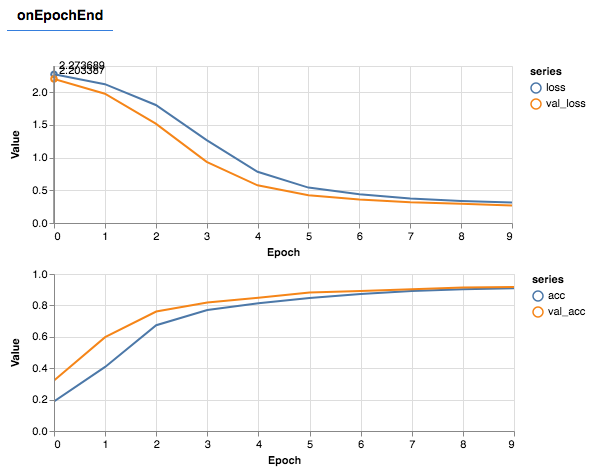 onEpochEnd
2.273689
2.203387
series
loss
val_loss
Value
2.0
1.5
1.0
0.5
0.0
0 1 2 3 4 5 6 7 8 9
Epoch
series
acc
val_acc
Value
1.0
0.8
0.6
0.4
0.2
0.0
0 1 2 3 4 5 6 7 8 9
Epoch